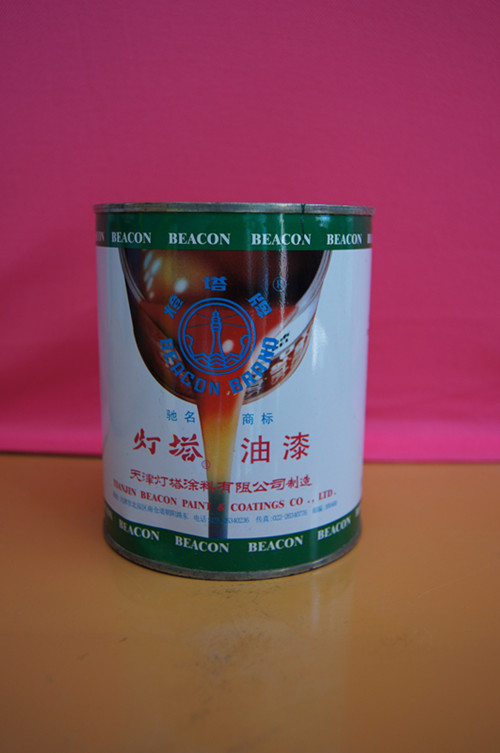 BEACON BEACON BEACON BEACON
灯塔牌®
BEACON BRAND
驰名 商标
灯塔® 油漆
天津灯塔涂料有限公司制造
TIANJIN BEACON PAINT & COATINGS CO., LTD.
BEACON BEACON BEACON